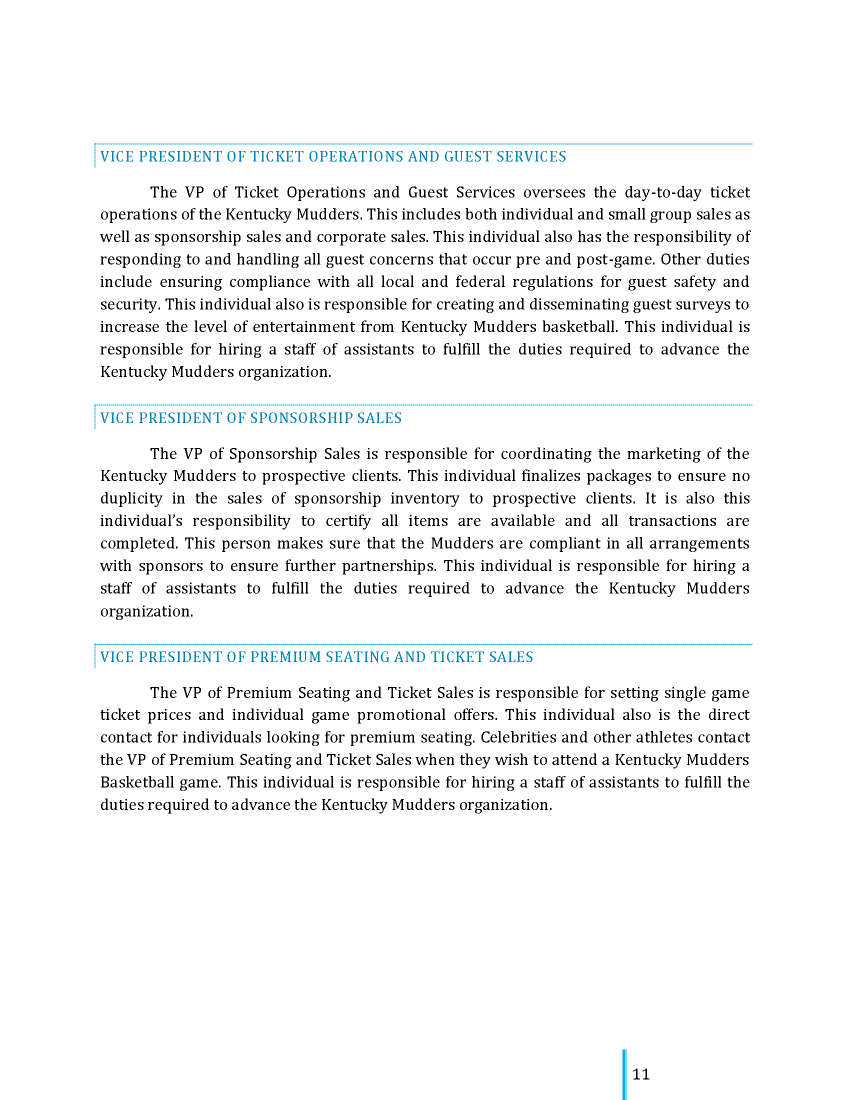 VICE PRESIDENT OF TICKET OPERATIONS AND GUEST SERVICES
The VP of Ticket Operations and Guest Services oversees the day-to-day ticket
operations of the Kentucky Mudders. This includes both individual and small group sales as
well as sponsorship sales and corporate sales. This individual also has the responsibility of
responding to and handling all guest concerns that occur pre and post-game. Other duties
include ensuring compliance with all local and federal regulations for guest safety and
security. This individual also is responsible for creating and disseminating guest surveys to
increase the level of entertainment from Kentucky Mudders basketball. This individual is
responsible for hiring a staff of assistants to fulfill the duties required to advance the
Kentucky Mudders organization.
VICE PRESIDENT OF SPONSORSHIP SALES
The VP of Sponsorship Sales is responsible for coordinating the marketing of the
Kentucky Mudders to prospective clients. This individual finalizes packages to ensure no
duplicity in the sales of sponsorship inventory to prospective clients. It is also this
individual’s responsibility to certify all items are available and all transactions are
completed. This person makes sure that the Mudders are compliant in all arrangements
with sponsors to ensure further partnerships. This individual is responsible for hiring a
staff of assistants to fulfill the duties required to advance the Kentucky Mudders
organization.
VICE PRESIDENT OF PREMIUM SEATING AND TICKET SALES
The VP of Premium Seating and Ticket Sales is responsible for setting single game
ticket prices and individual game promotional offers. This individual also is the direct
contact for individuals looking for premium seating. Celebrities and other athletes contact
the VP of Premium Seating and Ticket Sales when they wish to attend a Kentucky Mudders
Basketball game. This individual is responsible for hiring a staff of assistants to fulfill the
duties required to advance the Kentucky Mudders organization.
11